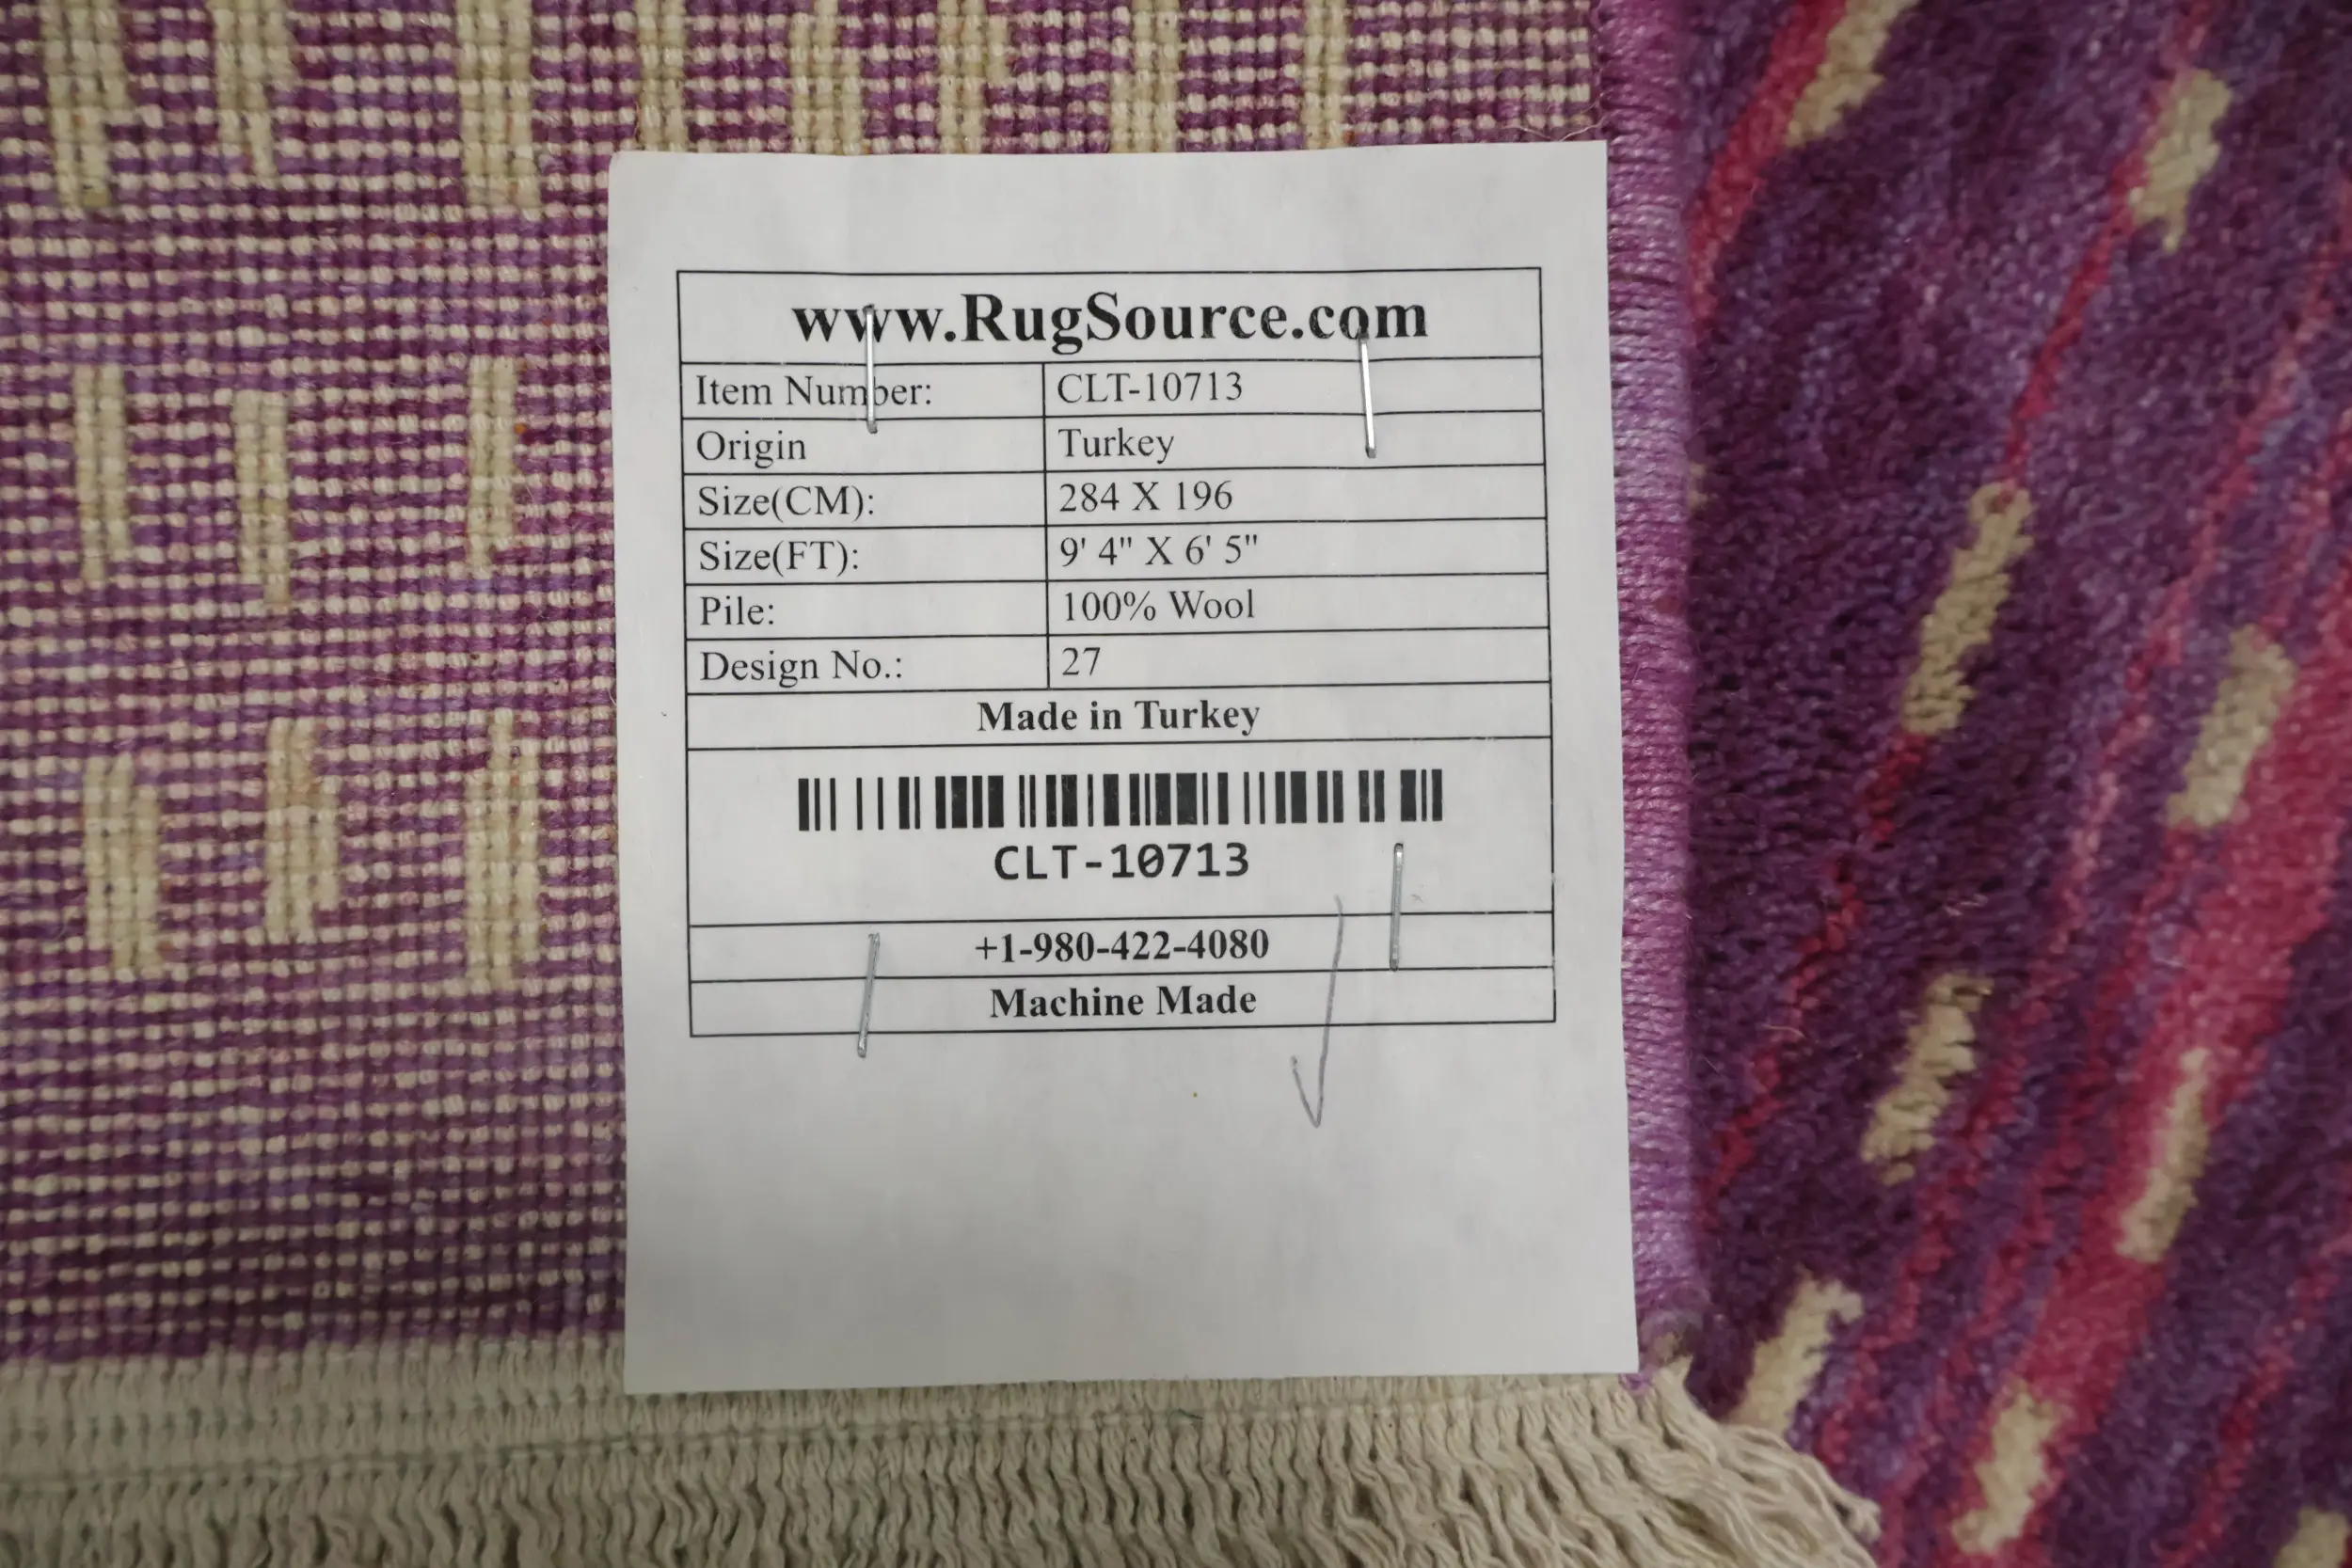 www.RugSource.com
Item Number: CLT-10713
Origin Turkey
Size(CM): 284 X 196
Size(FT): 9' 4" X 6' 5"
Pile: 100% Wool
Design No.: 27
Made in Turkey
CLT-10713
+1-980-422-4080
Machine Made